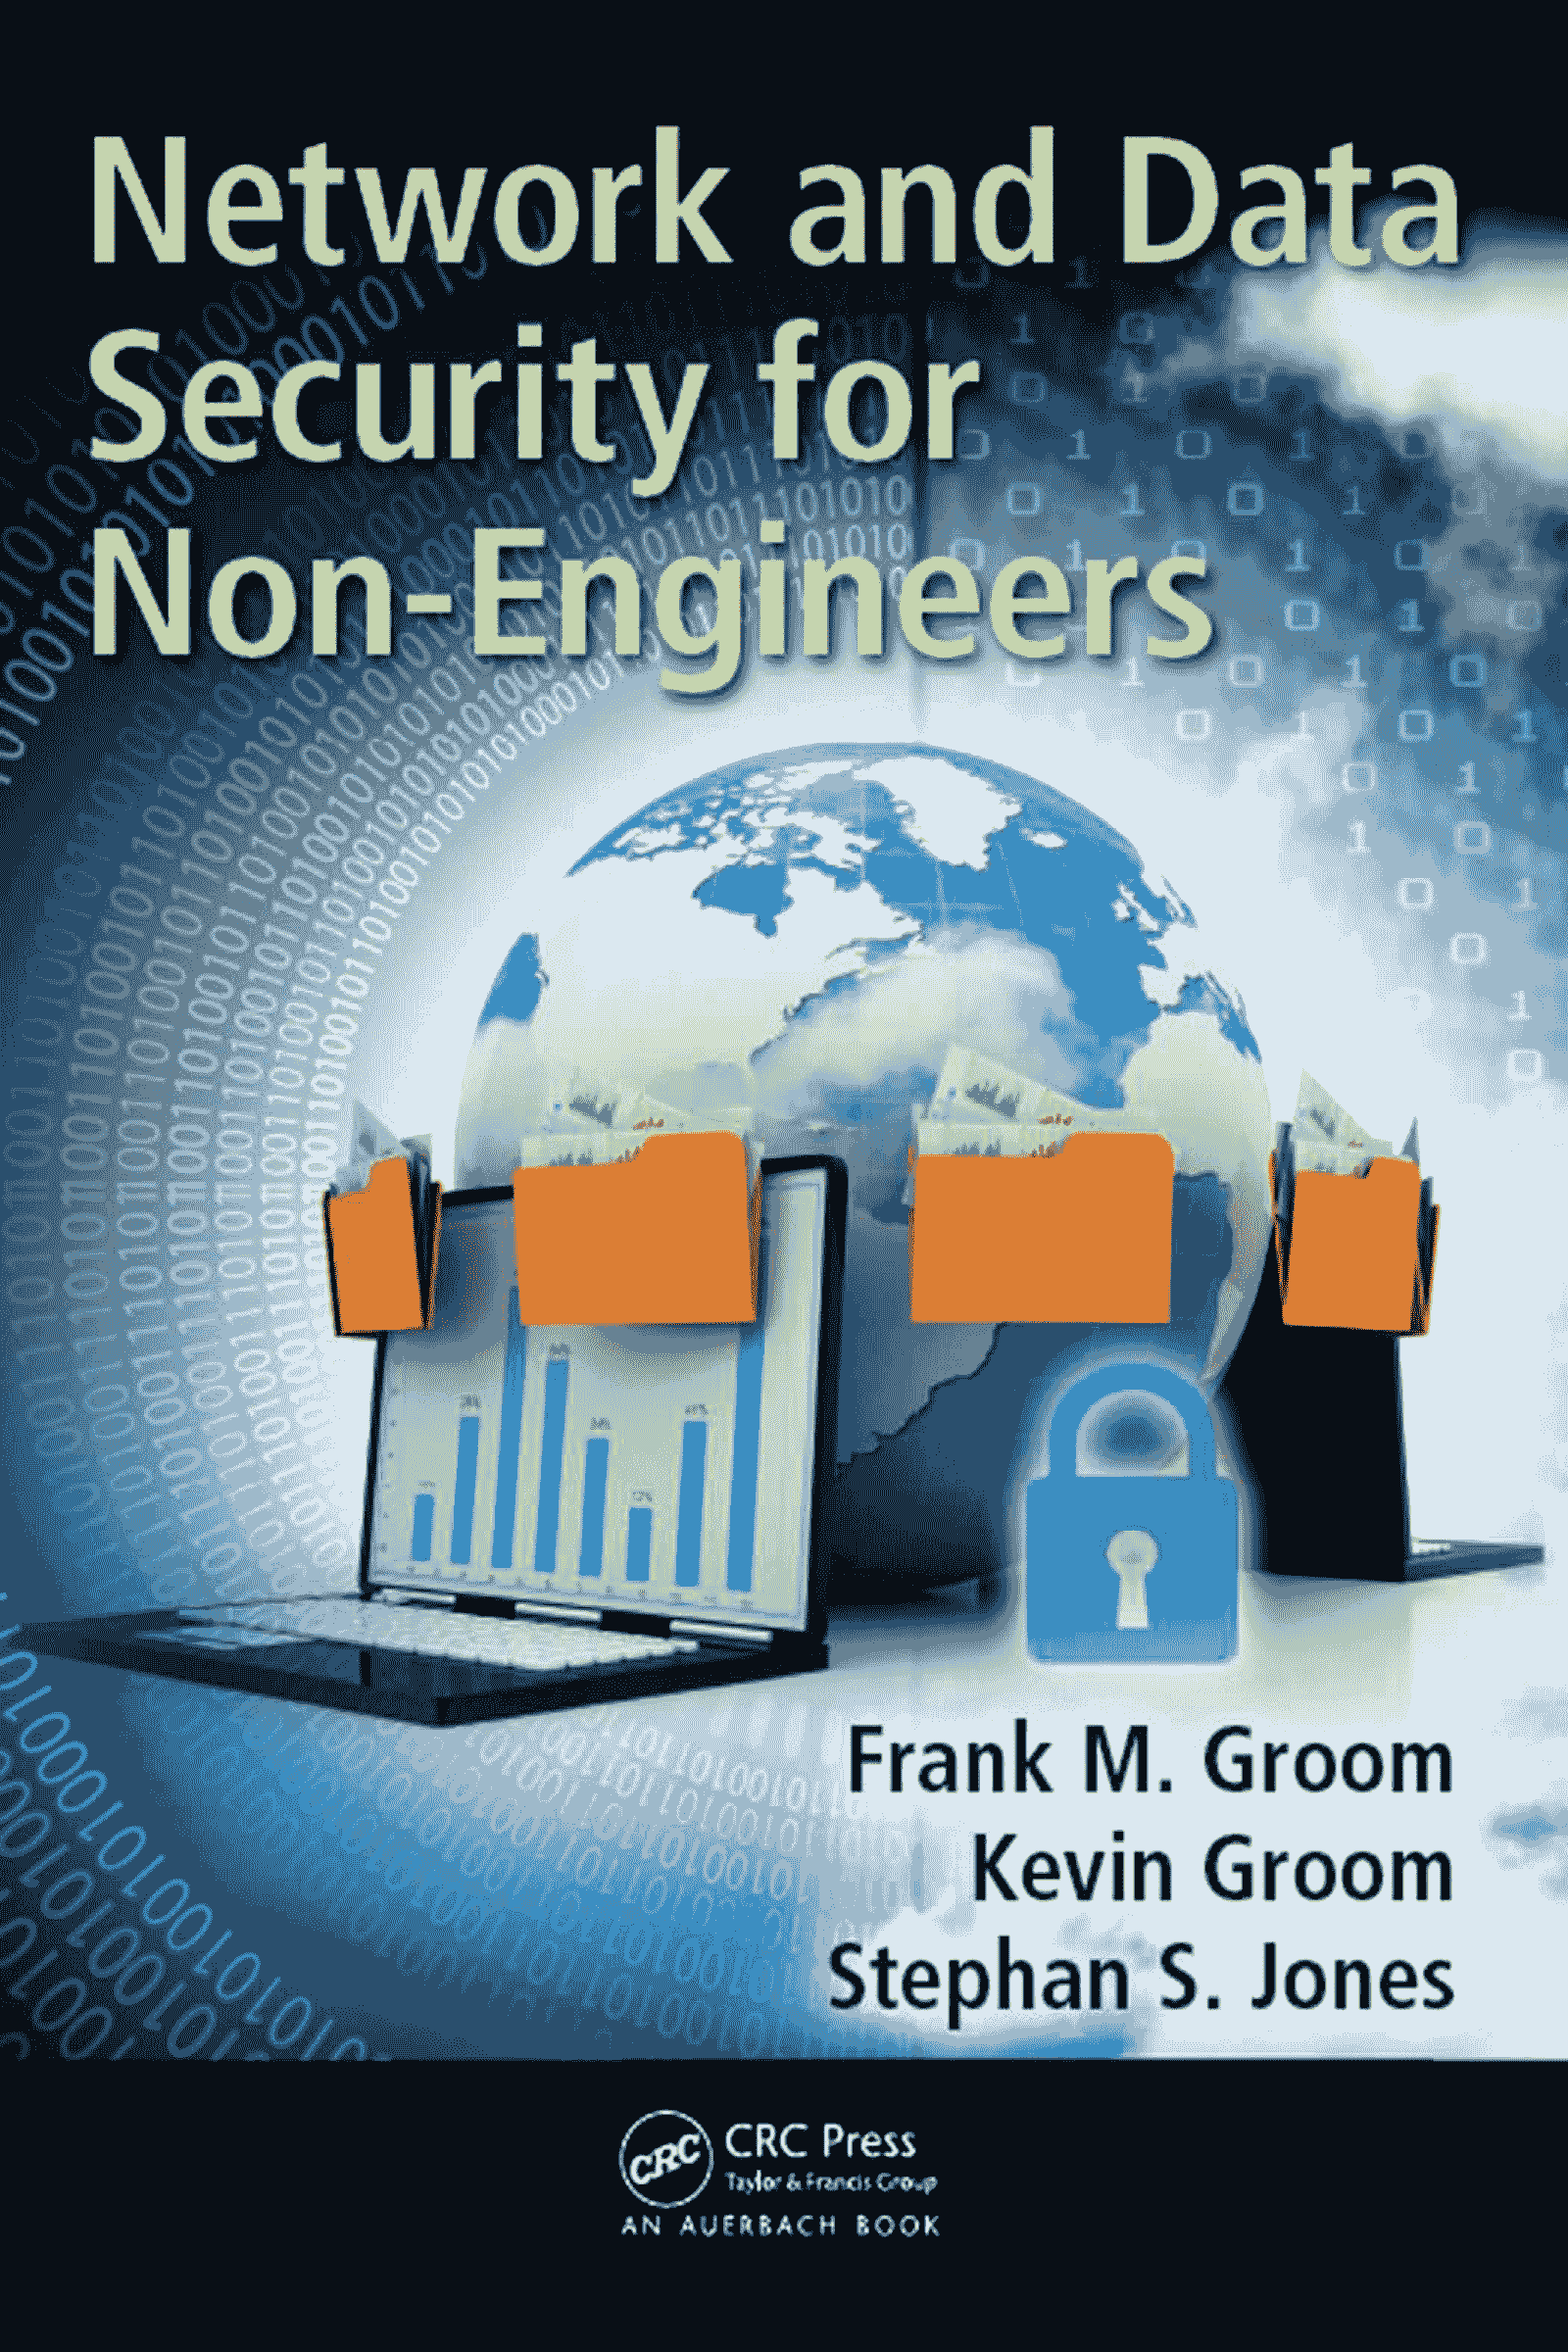 Network and Data
Security for
Non-Engineers
Frank M. Groom
Kevin Groom
Stephan S. Jones
CRC
CRC Press
Taylor & Francis Group
AN AUERBACH BOOK